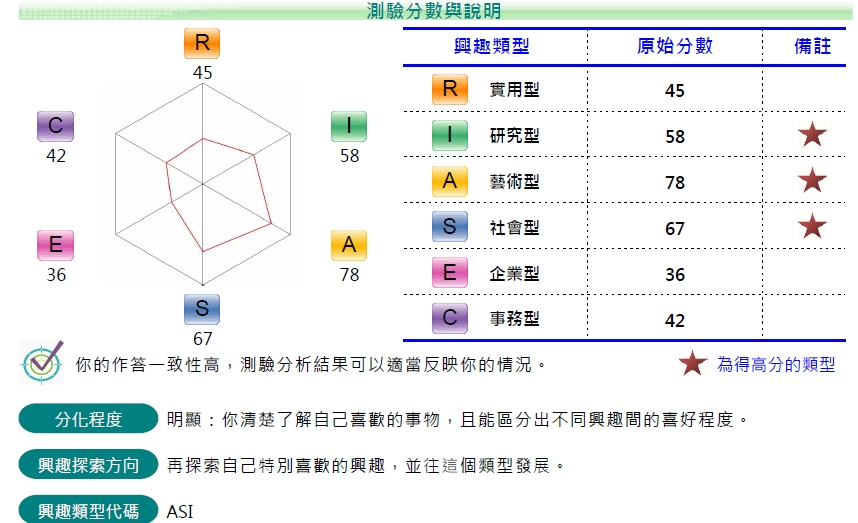 測驗分數與說明
R
45
C
42
I
58
E
36
A
78
S
67
興趣類型 原始分數 備註
R 實用型 45
I 研究型 58
A 藝術型 78
S 社會型 67
E 企業型 36
C 事務型 42
你的作答一致性高，測驗分析結果可以適當反映你的情況。
為得高分的類型
分化程度 明顯：你清楚了解自己喜歡的事物，且能區分出不同興趣間的喜好程度。
興趣探索方向 再探索自己特別喜歡的興趣，並往這個類型發展。
興趣類型代碼 ASI